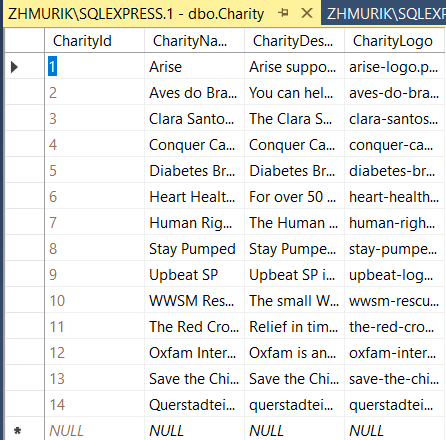 ZHMURIK\SQLEXPRESS.1 - dbo.Charity ZHMURIK\SQLEXP
CharityId CharityNa... CharityDes... CharityLogo
1 Arise Arise suppo... arise-logo.p...
2 Aves do Bra... You can hel... aves-do-bra...
3 Clara Santos... The Clara S... clara-santos...
4 Conquer Ca... Conquer Ca... conquer-ca...
5 Diabetes Br... Diabetes Br... diabetes-br...
6 Heart Healt... For over 50 ... heart-health...
7 Human Rig... The Human ... human-righ...
8 Stay Pumped Stay Pumpe... stay-pumpe...
9 Upbeat SP Upbeat SP i... upbeat-log...
10 WWSM Res... The small W... wwsm-rescu...
11 The Red Cro... Relief in tim... the-red-cro...
12 Oxfam Inter... Oxfam is an... oxfam-inter...
13 Save the Chi... Save the Chi... save-the-chi...
14 Querstadtei... querstadtei... querstadtei...
NULL NULL NULL NULL